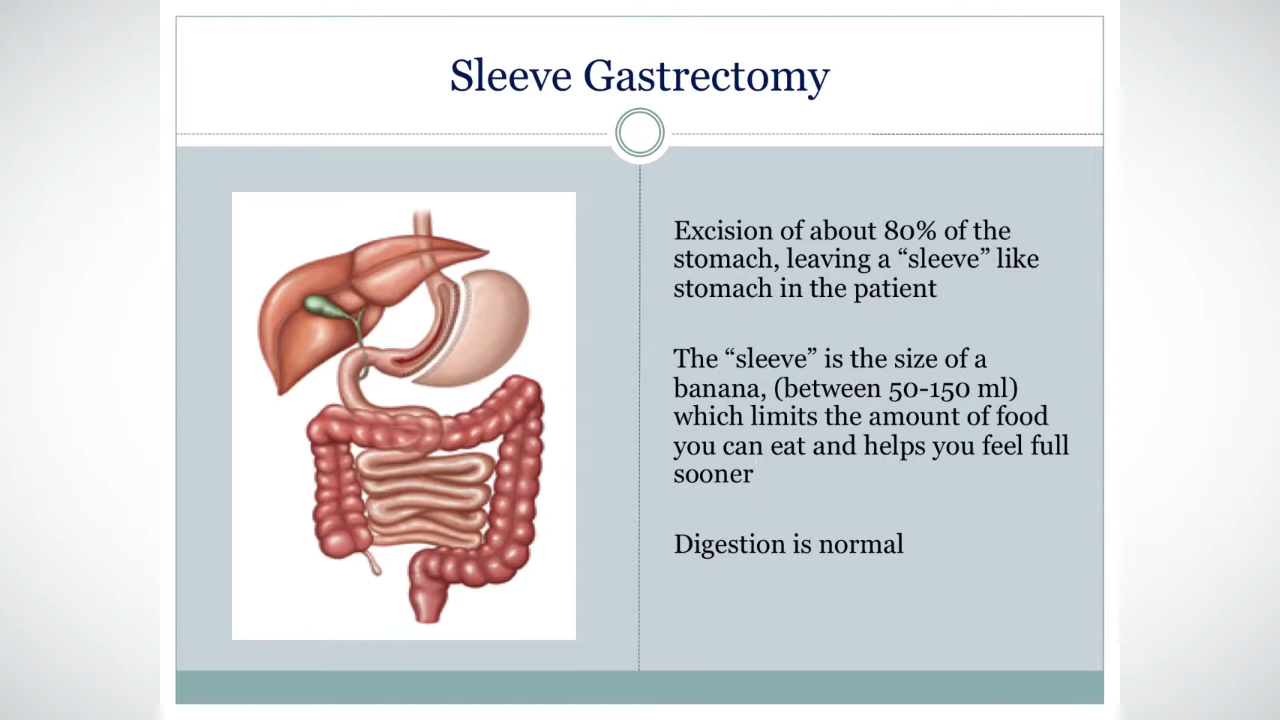 Sleeve Gastrectomy
Excision of about 80% of the
stomach, leaving a “sleeve” like
stomach in the patient
The “sleeve” is the size of a
banana, (between 50-150 ml)
which limits the amount of food
you can eat and helps you feel full
sooner
Digestion is normal